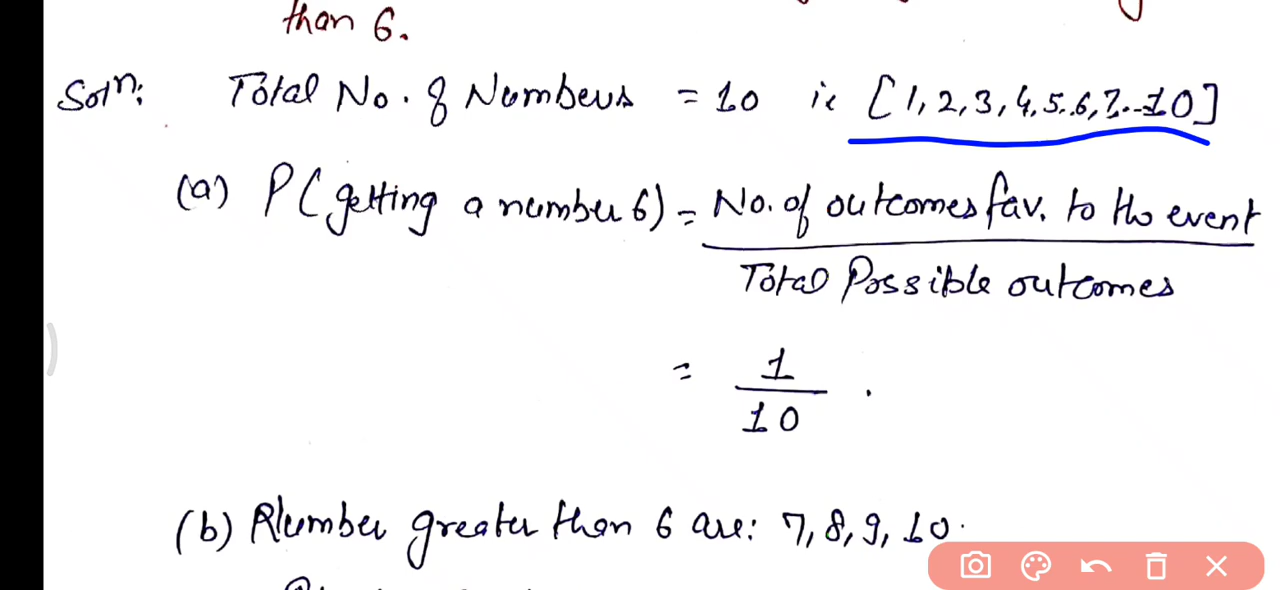 than 6.
Soln: Total No. of Numbers = 10 ie [1, 2, 3, 4, 5, 6, 7...10]
(a) P(getting a number 6) = No. of outcomes fav. to the event
Total Possible outcomes
= 1
10 .
(b) Number greater than 6 are: 7, 8, 9, 10.